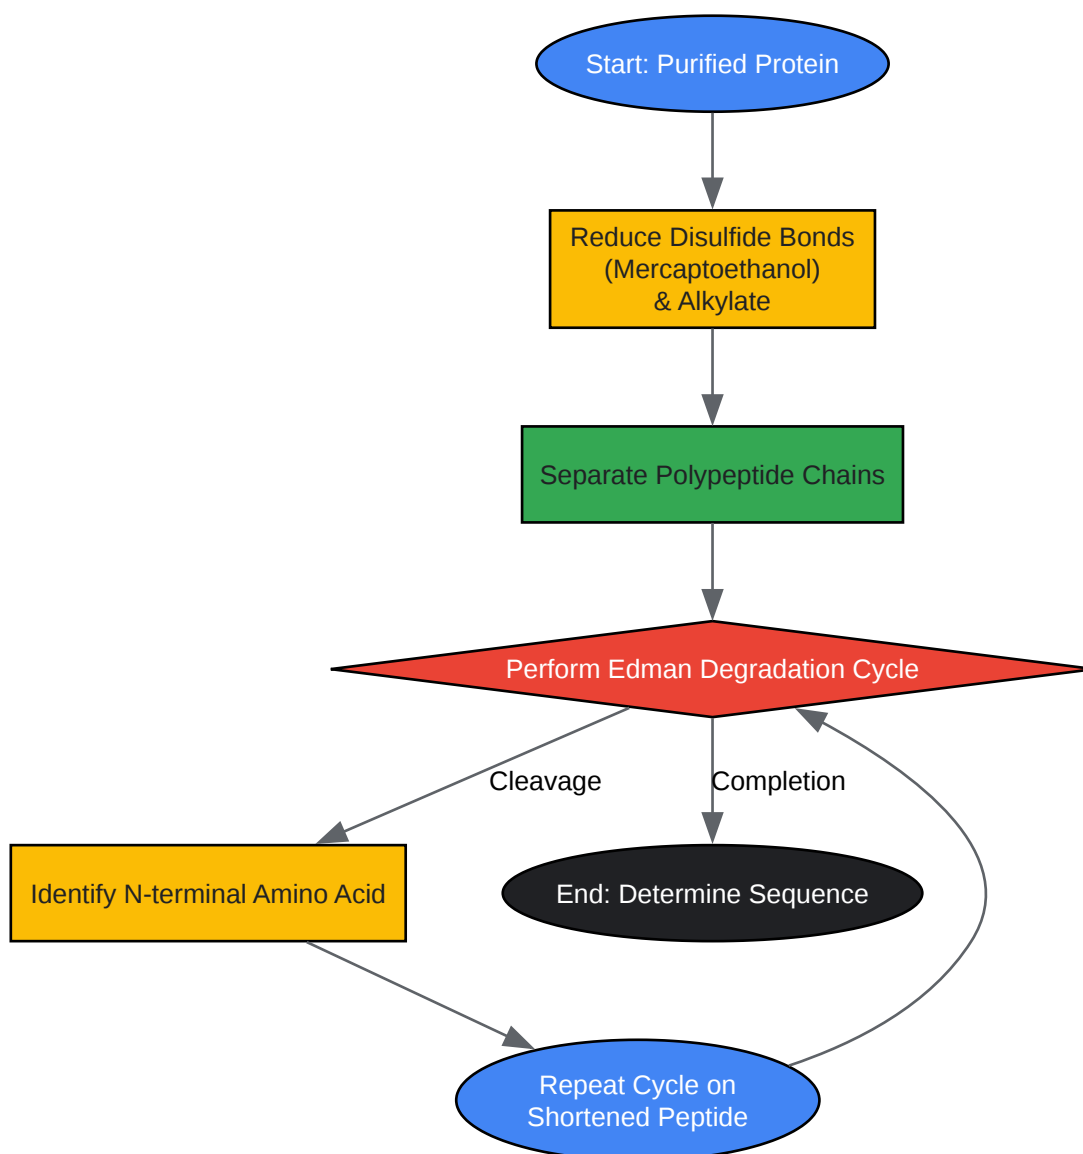 Start: Purified Protein
Reduce Disulfide Bonds
(Mercaptoethanol)
& Alkylate
Separate Polypeptide Chains
Perform Edman Degradation Cycle
Cleavage
Completion
Identify N-terminal Amino Acid
End: Determine Sequence
Repeat Cycle on
Shortened Peptide